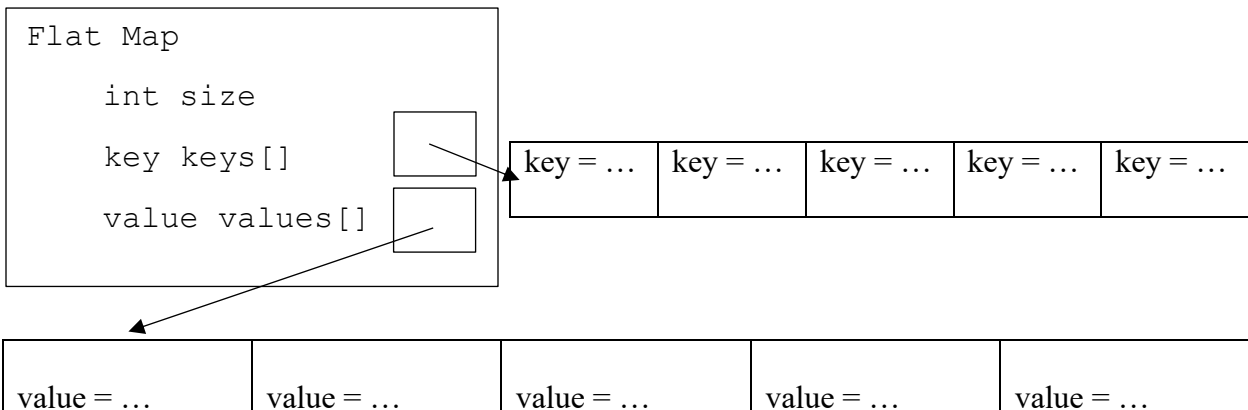 Flat Map
int size
key keys[]
value values[]
key = … key = … key = … key = … key = …
value = … value = … value = … value = … value = …